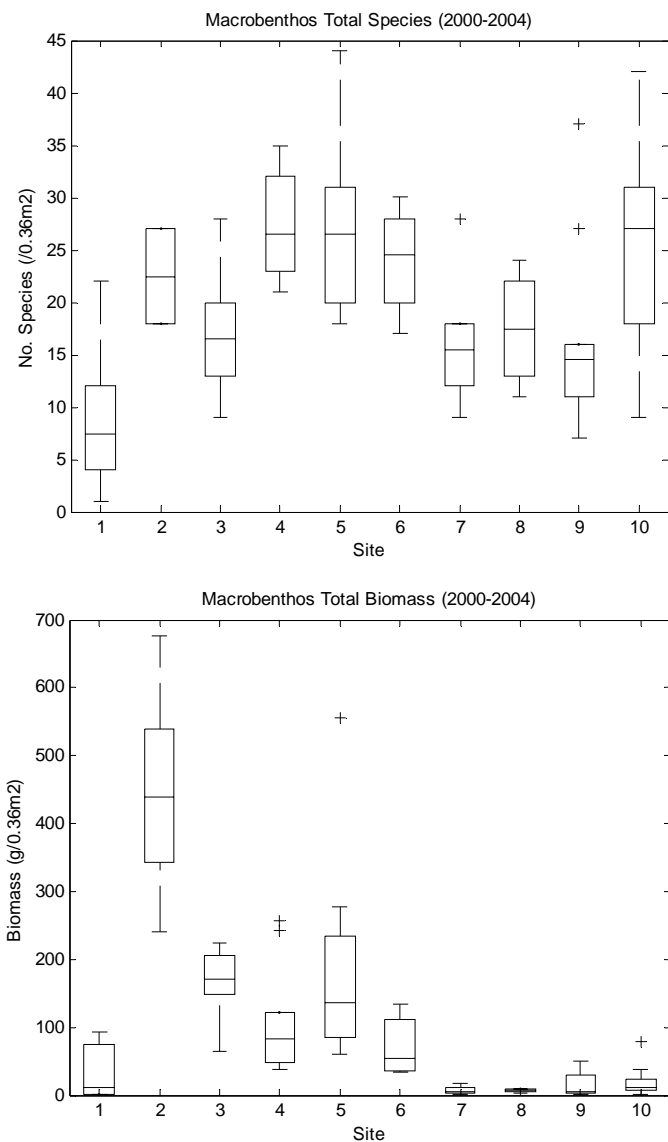 Macrobenthos Total Species (2000-2004)
45
40
35
30
25
20
15
10
5
0
No. Species (/0.36m2)
1 2 3 4 5 6 7 8 9 10
Site
Macrobenthos Total Biomass (2000-2004)
700
600
500
400
300
200
100
0
Biomass (g/0.36m2)
1 2 3 4 5 6 7 8 9 10
Site